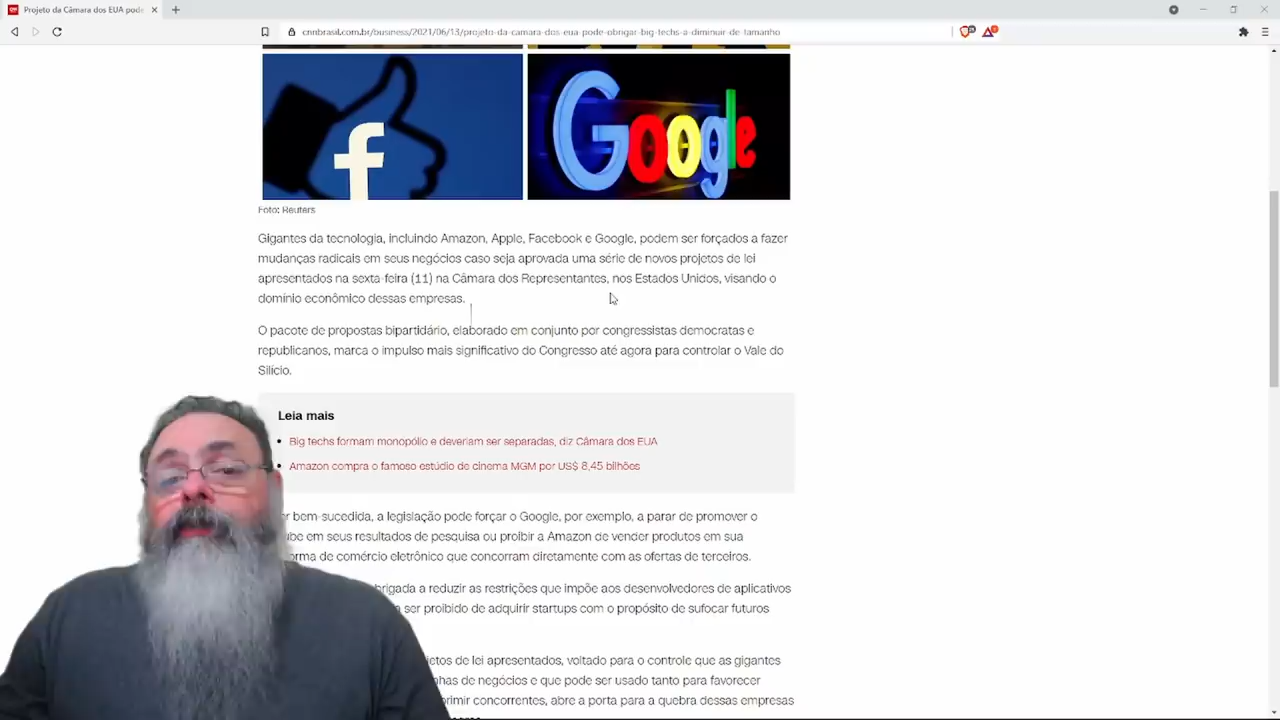 Projeto da Câmara dos EUA pode
cnnbrasil.com.br/business/2021/06/13/projeto-da-camara-dos-eua-pode-obrigar-big-techs-a-diminuir-de-tamanho
f
Google
Foto: Reuters
Gigantes da tecnologia, incluindo Amazon, Apple, Facebook e Google, podem ser forçados a fazer
mudanças radicais em seus negócios caso seja aprovada uma série de novos projetos de lei
apresentados na sexta-feira (11) na Câmara dos Representantes, nos Estados Unidos, visando o
domínio econômico dessas empresas.
O pacote de propostas bipartidário, elaborado em conjunto por congressistas democratas e
republicanos, marca o impulso mais significativo do Congresso até agora para controlar o Vale do
Silício.
Leia mais
Big techs formam monopólio e deveriam ser separadas, diz Câmara dos EUA
Amazon compra o famoso estúdio de cinema MGM por US$ 8,45 bilhões
bem-sucedida, a legislação pode forçar o Google, por exemplo, a parar de promover o
em seus resultados de pesquisa ou proibir a Amazon de vender produtos em sua
de comércio eletrônico que concorram diretamente com as ofertas de terceiros.
a reduzir as restrições que impõe aos desenvolvedores de aplicativos
ser proibido de adquirir startups com o propósito de sufocar futuros
de lei apresentados, voltado para o controle que as gigantes
de negócios e que pode ser usado tanto para favorecer
concorrentes, abre a porta para a quebra dessas empresas